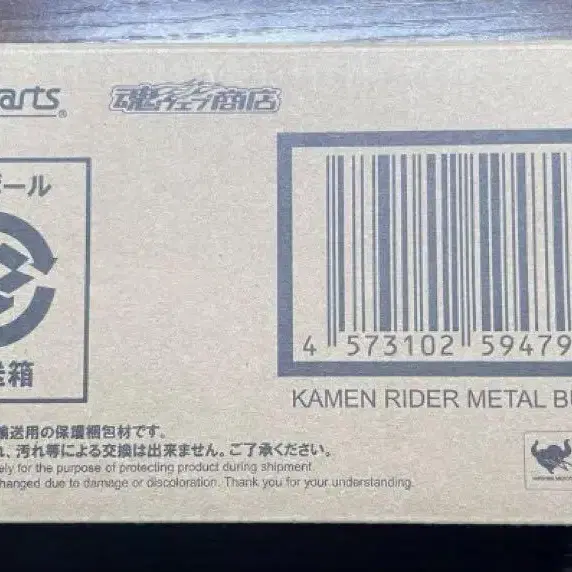 arts®
魂ウェブ商店
ボール
箱
4 573102 59479
KAMEN RIDER METAL BU
輸送用の保護梱包材です。
、汚れ等による交換は出来ません。ご了承ください。
ely for the purpose of protecting product during shipment
hanged due to damage or discoloration. Thank you for your understanding.